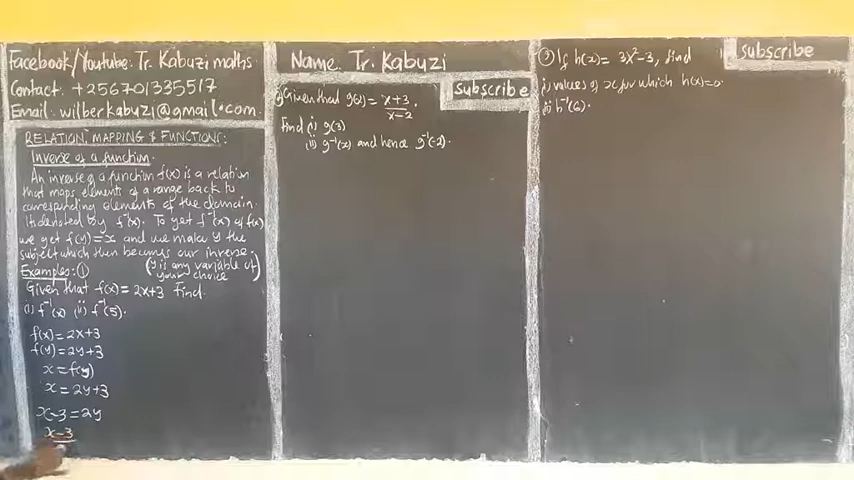 Facebook/Youtube: Tr. Kabuzi maths.
Contact: +256701335517
Email: wilberkabuzi@gmail.com.
RELATION, MAPPING & FUNCTIONS:
Inverse of a function.
An inverse of a function f(x) is a relation
that maps elements of a range back to
corresponding elements of the domain.
It denoted by f⁻¹(x). To get f⁻¹(x) of f(x)
we get f(y)=x and we make y the
subject which then becomes our inverse.
Examples: ① (y is any variable of
your choice)
Given that f(x) = 2x+3 Find.
(i) f⁻¹(x) (ii) f⁻¹(5).
f(x) = 2x+3
f(y) = 2y+3
x = f(y)
x = 2y+3
x-3 = 2y
x-3
Name: Tr. Kabuzi
Subscribe
Given that g(x) = x+3
x-2
Find (i) g(3)
(ii) g⁻¹(x) and hence g⁻¹(-2).
Subscribe
③ If h(x) = 3x²-3, find
(i) values of x for which h(x)=0.
(ii) h⁻¹(6).